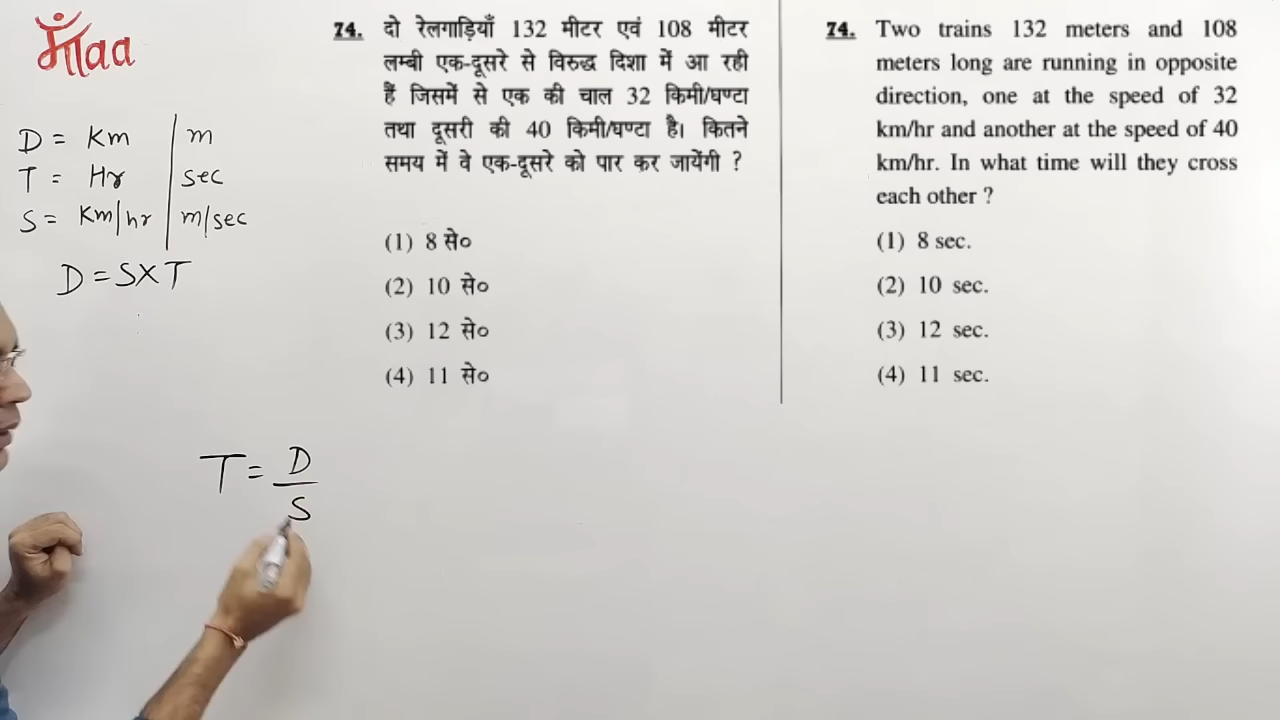 माँaa
D = Km | m
T = Hr | sec
S = Km/hr | m/sec
D = S×T
T = D/S
74. दो रेलगाड़ियाँ 132 मीटर एवं 108 मीटर
लम्बी एक-दूसरे से विरुद्ध दिशा में आ रही
हैं जिसमें से एक की चाल 32 किमी/घण्टा
तथा दूसरी की 40 किमी/घण्टा है। कितने
समय में वे एक-दूसरे को पार कर जायेंगी ?
(1) 8 से०
(2) 10 से०
(3) 12 से०
(4) 11 से०
74. Two trains 132 meters and 108
meters long are running in opposite
direction, one at the speed of 32
km/hr and another at the speed of 40
km/hr. In what time will they cross
each other ?
(1) 8 sec.
(2) 10 sec.
(3) 12 sec.
(4) 11 sec.